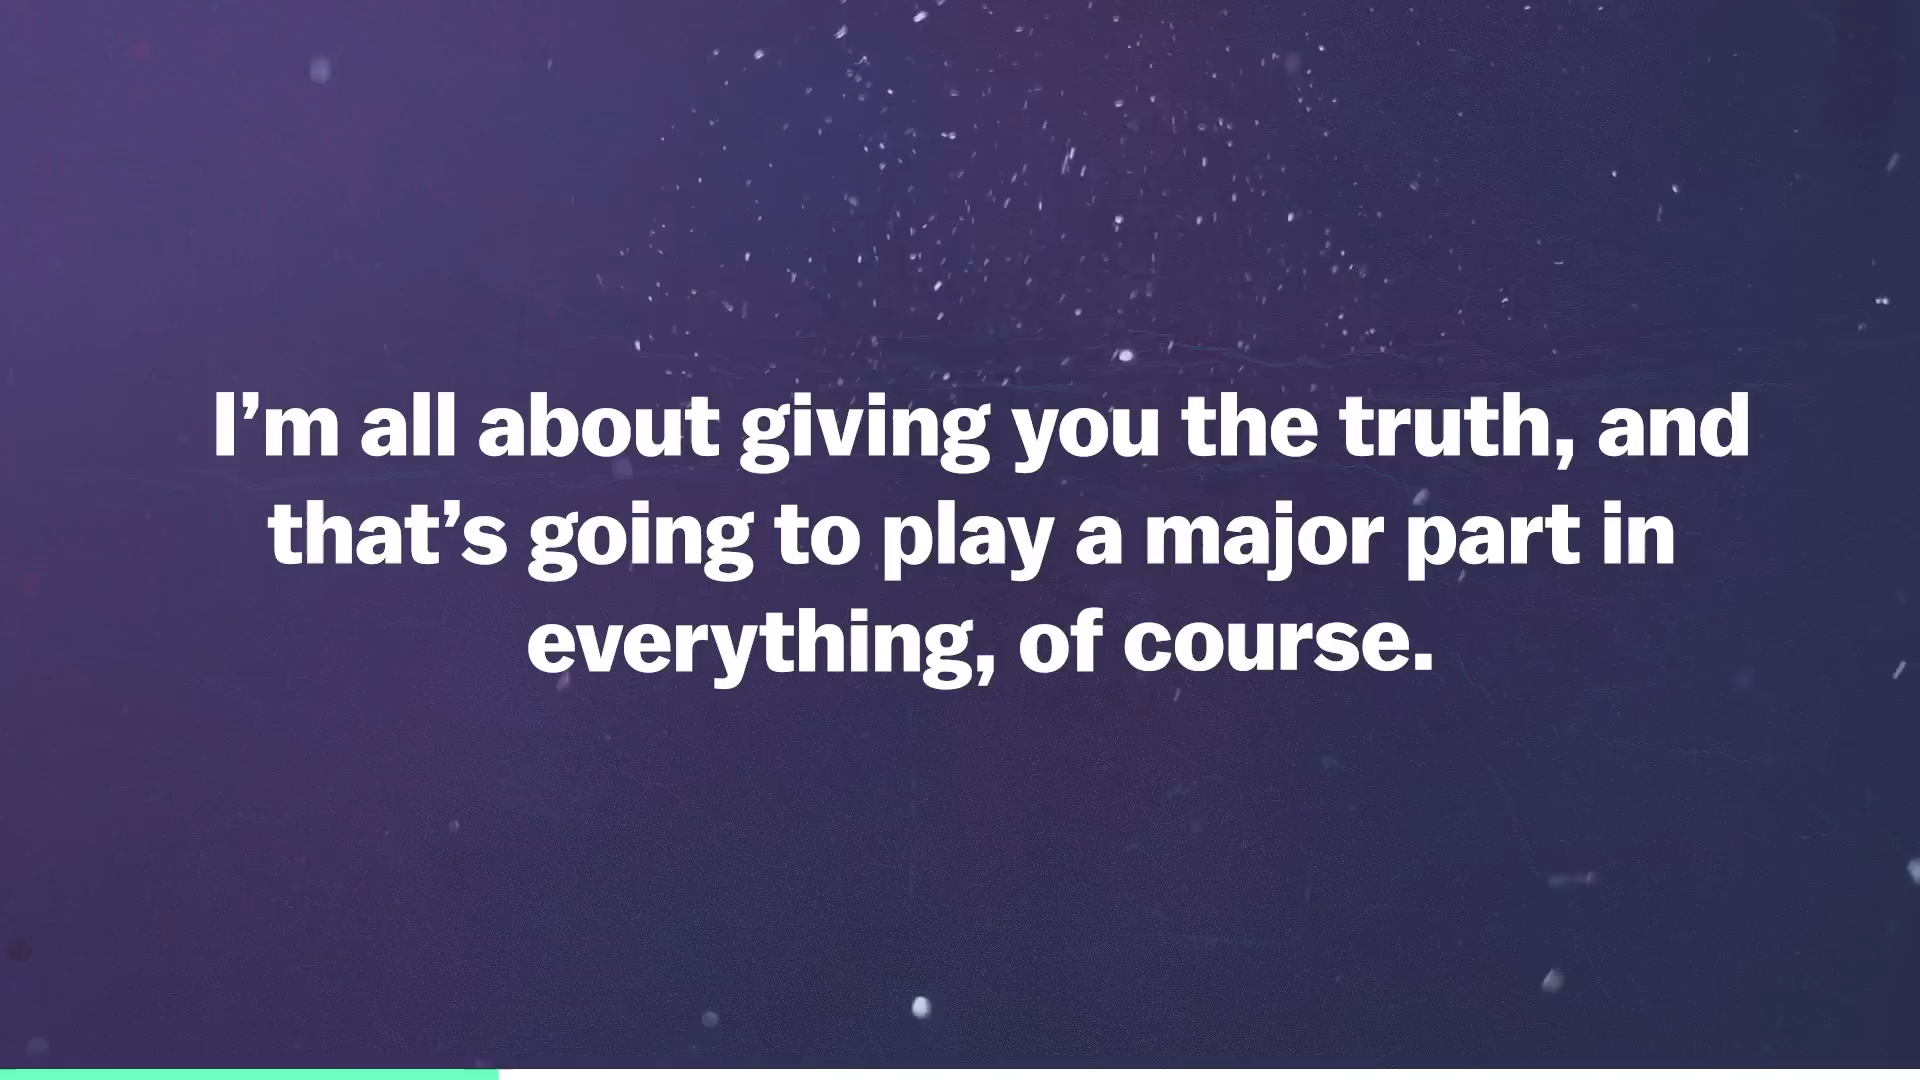 I’m all about giving you the truth, and
that’s going to play a major part in
everything, of course.